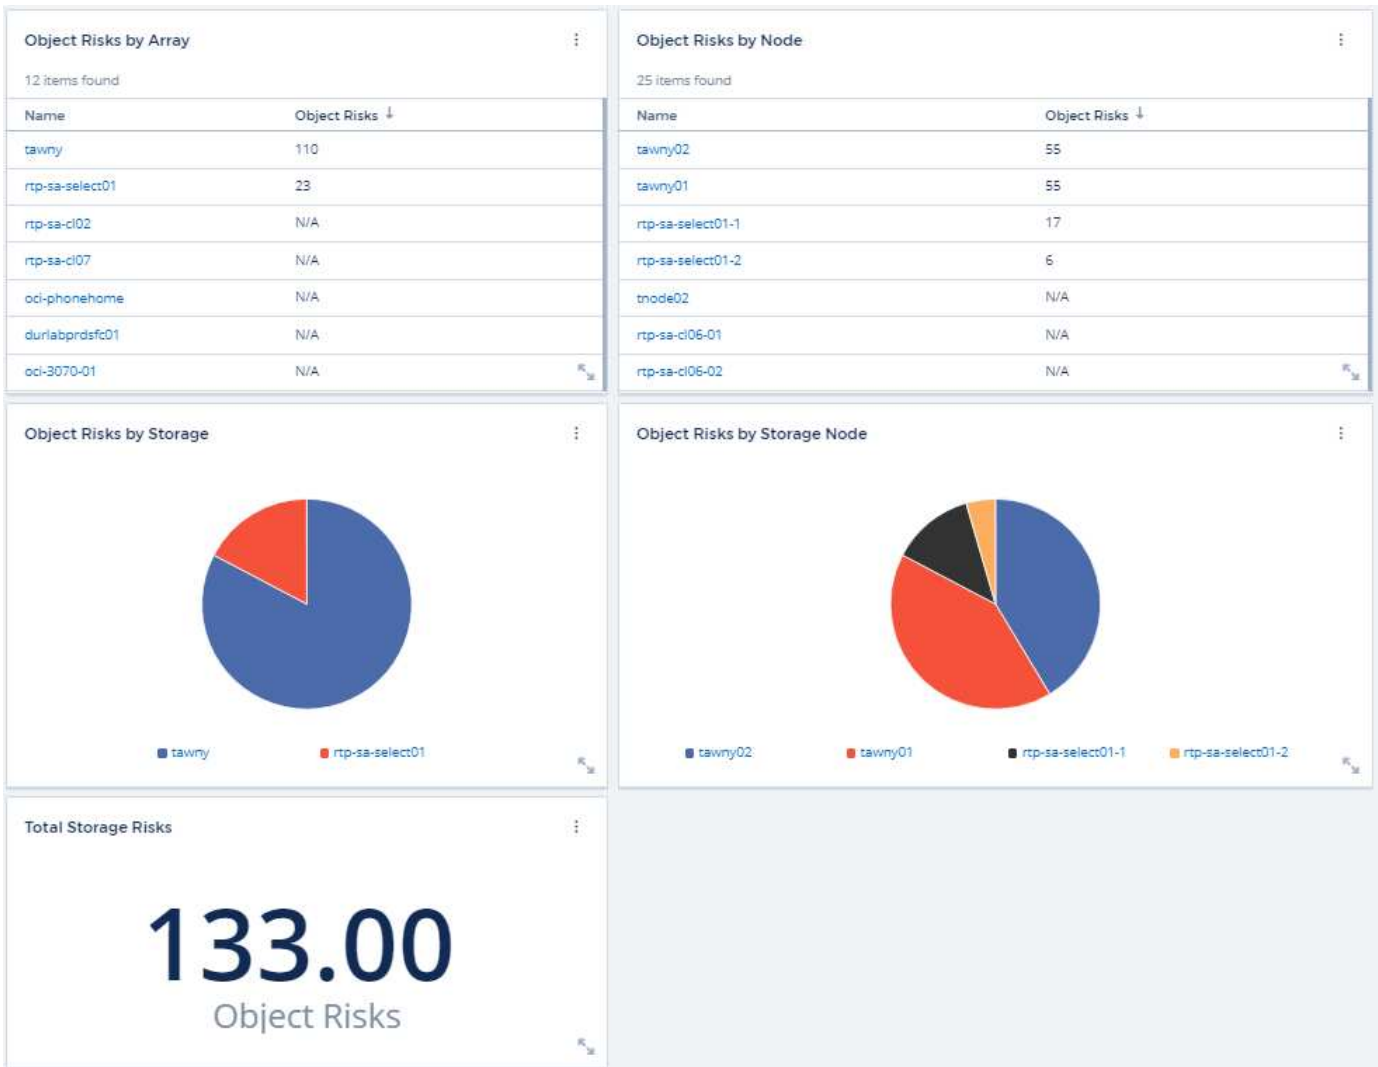 Object Risks by Array
12 items found
Name Object Risks ↓
tawny 110
rtp-sa-select01 23
rtp-sa-cl02 N/A
rtp-sa-cl07 N/A
oci-phonehome N/A
durlabprdsfc01 N/A
oci-3070-01 N/A
Object Risks by Node
25 items found
Name Object Risks ↓
tawny02 55
tawny01 55
rtp-sa-select01-1 17
rtp-sa-select01-2 6
tnode02 N/A
rtp-sa-cl06-01 N/A
rtp-sa-cl06-02 N/A
Object Risks by Storage
tawny rtp-sa-select01
Object Risks by Storage Node
tawny02 tawny01 rtp-sa-select01-1 rtp-sa-select01-2
Total Storage Risks
133.00
Object Risks